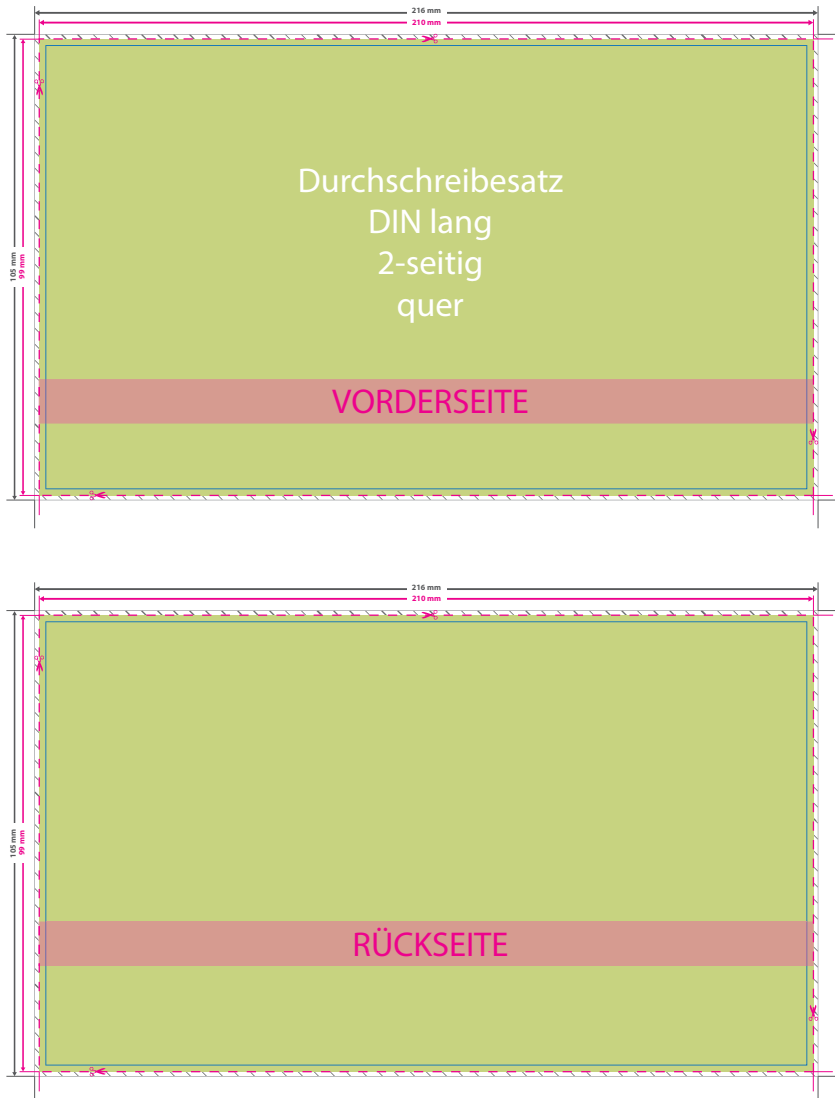 216 mm
210 mm
105 mm
99 mm
Durchschreibesatz
DIN lang
2-seitig
quer
VORDERSEITE
216 mm
210 mm
105 mm
99 mm
RÜCKSEITE